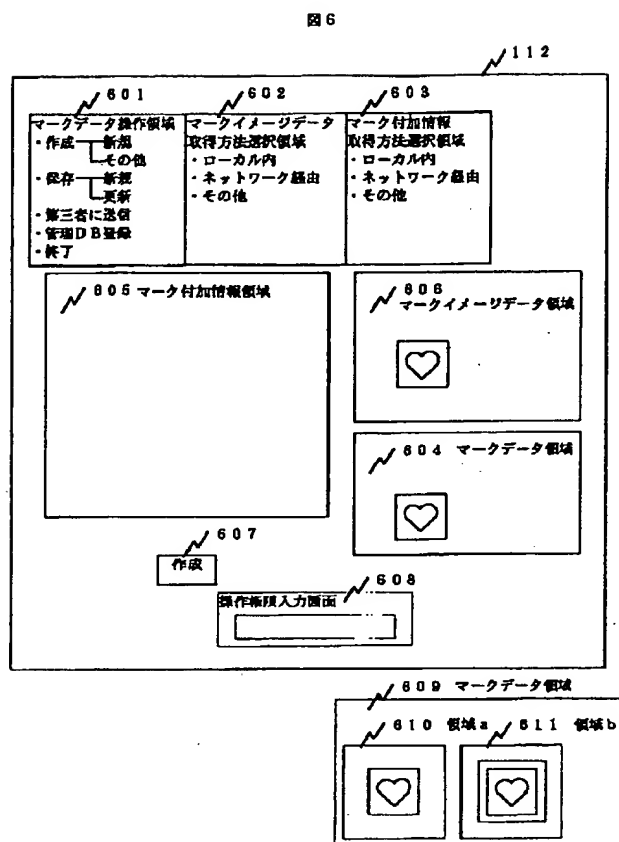 図6
112
601
602
603
マークデータ操作領域
・作成 新規
その他
・保存 新規
更新
・第三者に送信
・管理DB登録
・終了
マークイメージデータ
取得方法選択領域
・ローカル内
・ネットワーク経由
・その他
マーク付加情報
取得方法選択領域
・ローカル内
・ネットワーク経由
・その他
605 マーク付加情報領域
606
マークイメージデータ領域
604 マークデータ領域
607
作成
608
操作権限入力画面
609 マークデータ領域
610 領域a
611 領域b